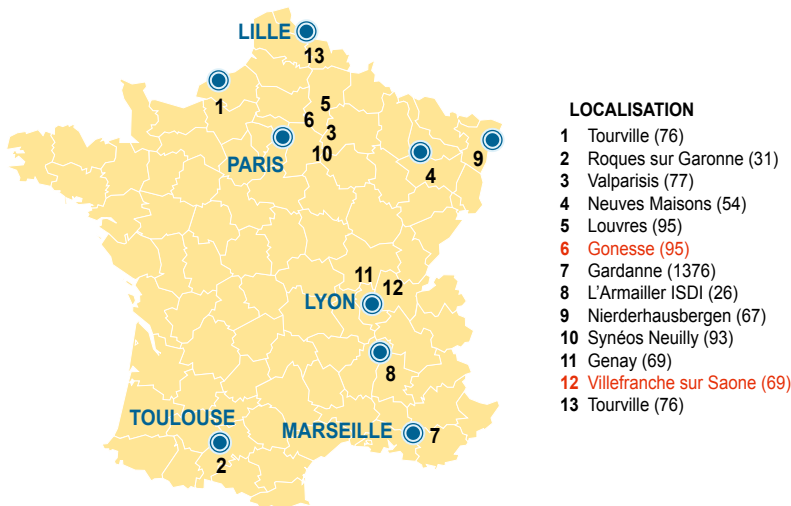 LILLE
13
1
5
6
3
PARIS
10
4
9
11
12
LYON
8
TOULOUSE
MARSEILLE
7
2
LOCALISATION
1 Tourville (76)
2 Roques sur Garonne (31)
3 Valparisis (77)
4 Neuves Maisons (54)
5 Louvres (95)
6 Gonesse (95)
7 Gardanne (1376)
8 L'Armailler ISDI (26)
9 Nierderhausbergen (67)
10 Synéos Neuilly (93)
11 Genay (69)
12 Villefranche sur Saone (69)
13 Tourville (76)